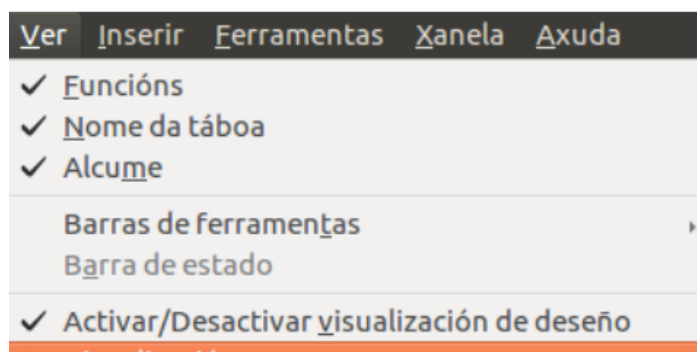 Ver Inserir Ferramentas Xanela Axuda
Funcións
Nome da táboa
Alcume
Barras de ferramentas
Barra de estado
Activar/Desactivar visualización de deseño